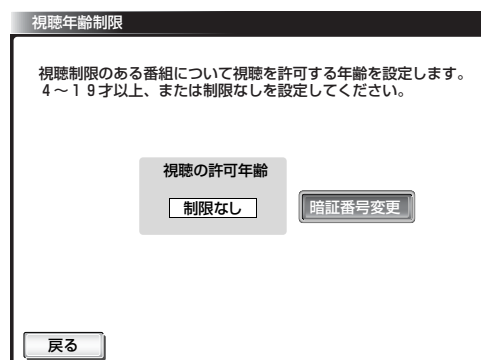 視聴年齢制限
視聴制限のある番組について視聴を許可する年齢を設定します。
4～19才以上、または制限なしを設定してください。
視聴の許可年齢
制限なし
暗証番号変更
戻る